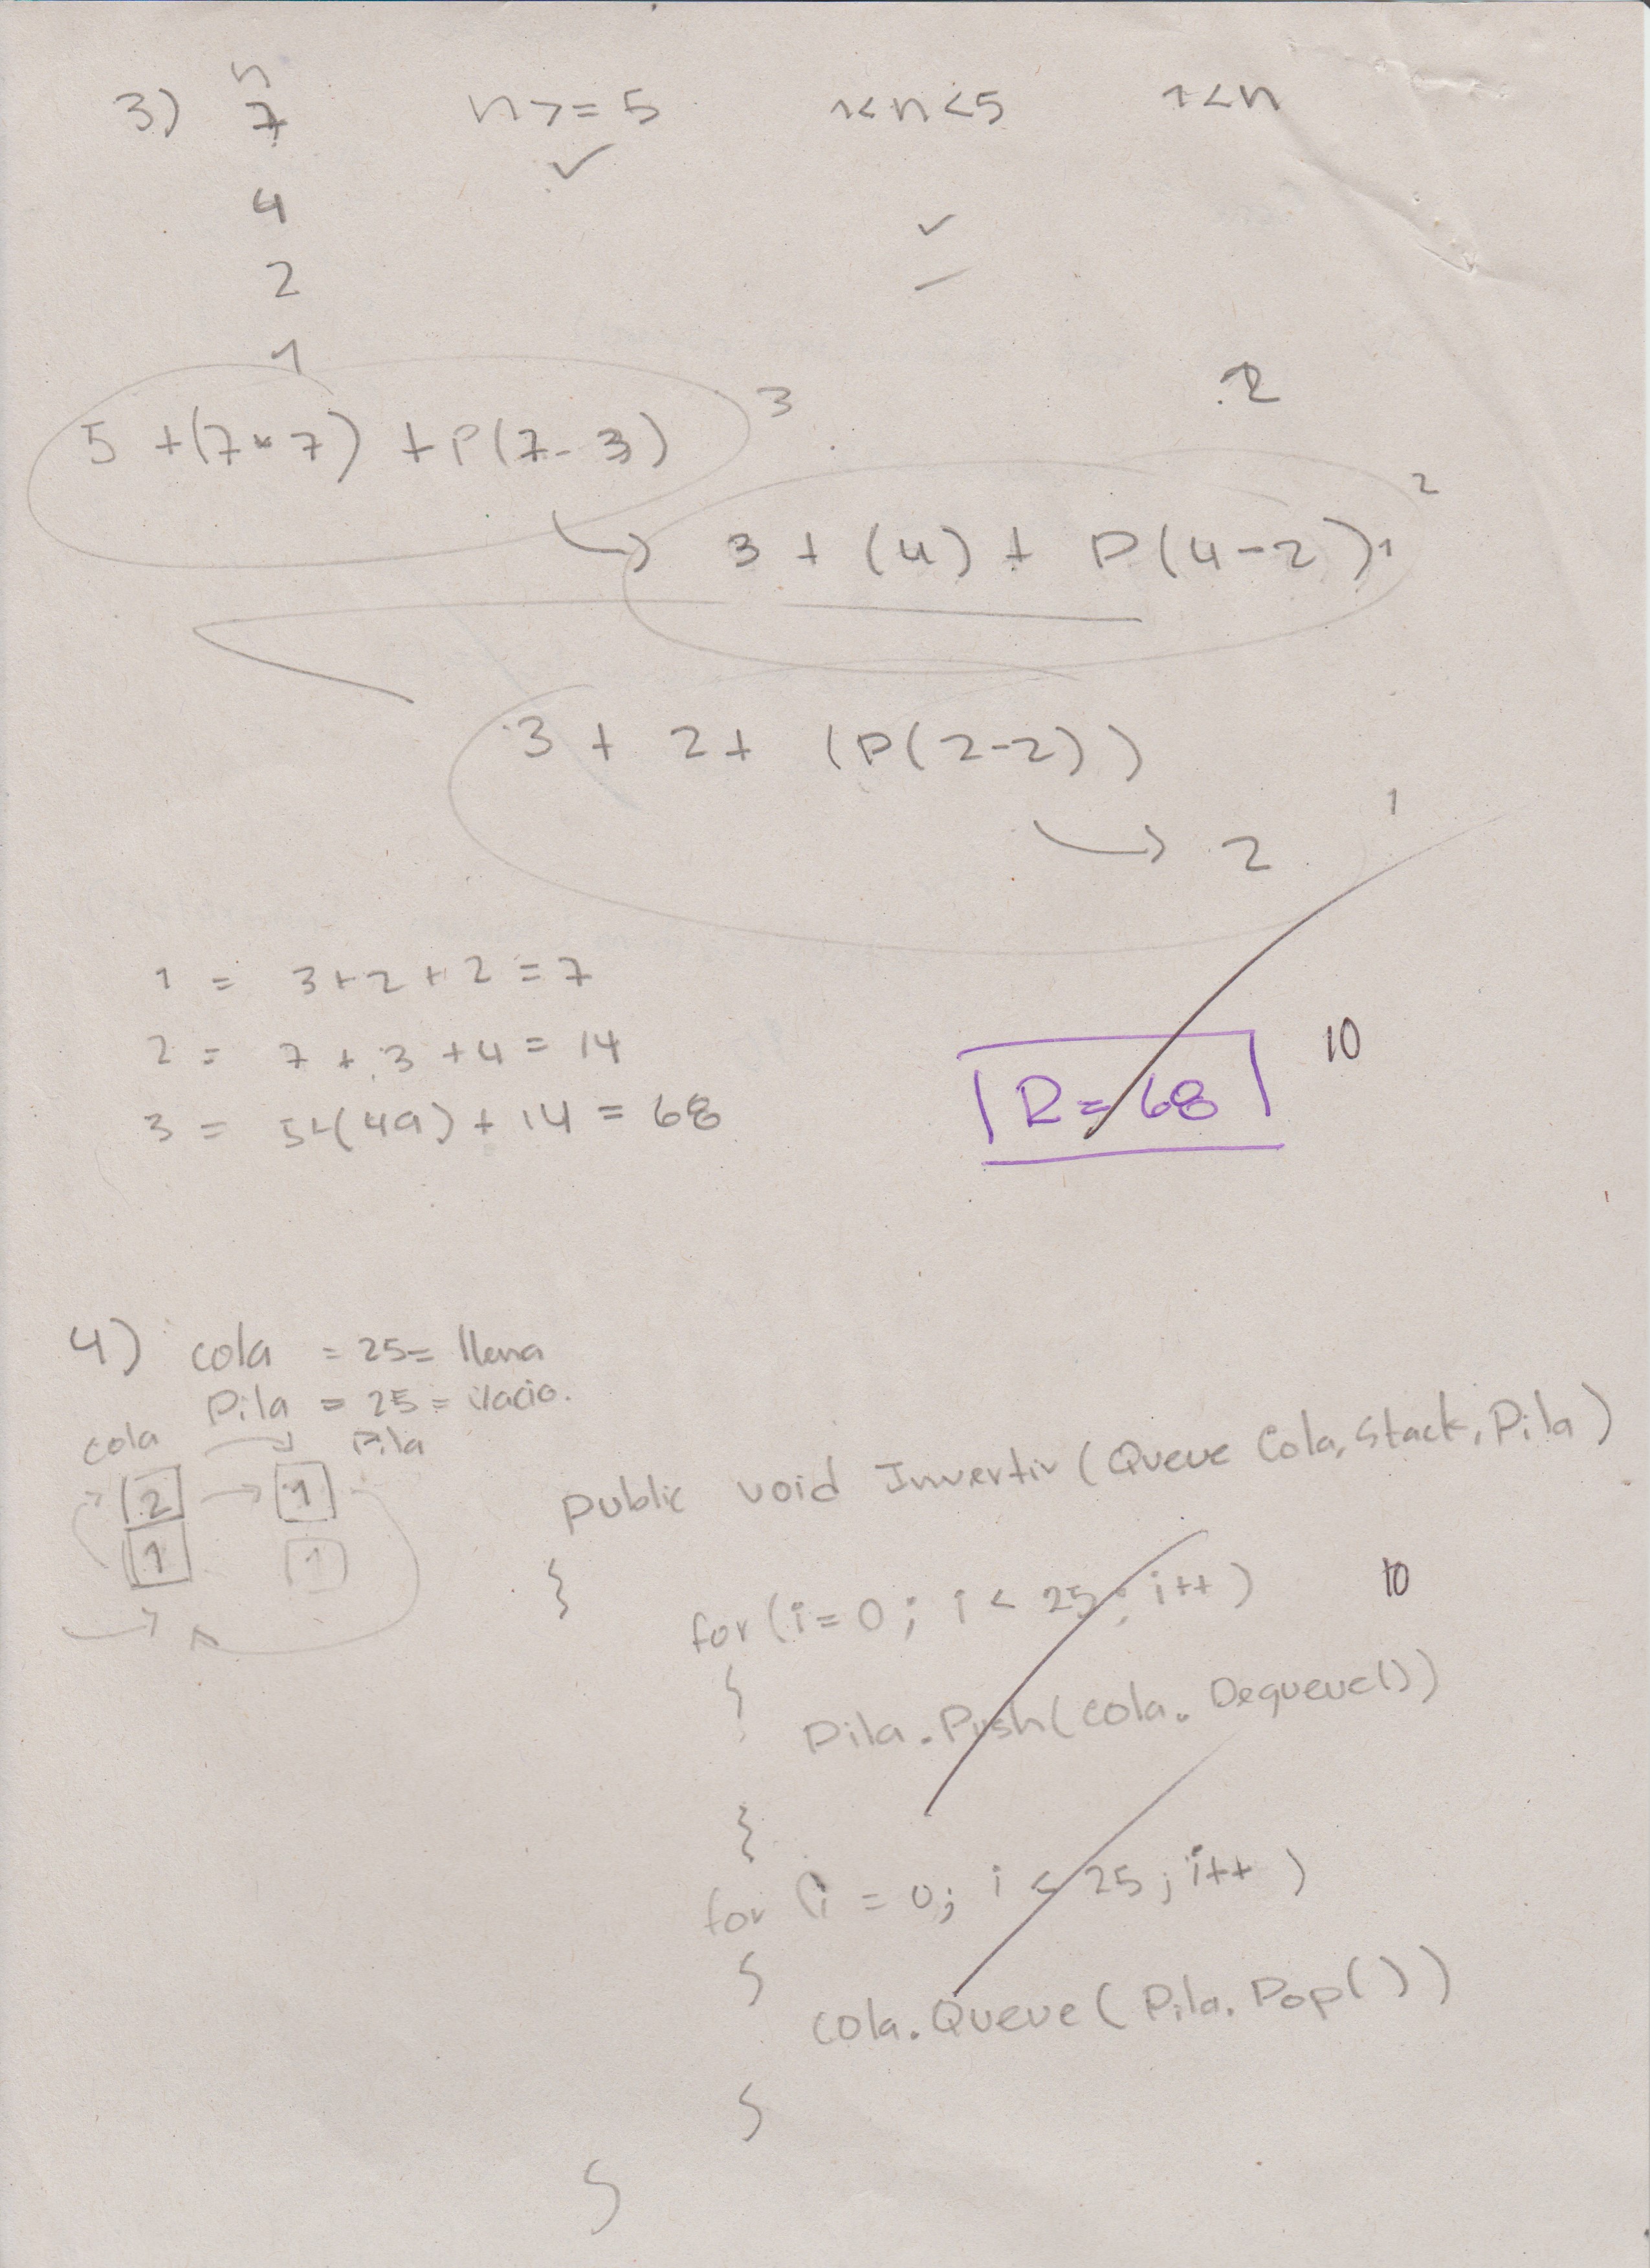 n
3) 7 n >= 5 1<n<5 1<n
✓
4 ✓
2 —
1
2
5 + (7*7) + P(7-3) 3
3 + (4) + P(4-2) 1 2
3 + 2 + (P(2-2))
1
2
1 = 3+2+2 = 7
2 = 7 + 3 + 4 = 14
3 = 5+(49) + 14 = 68
R = 68 10
4) cola = 25 = llena
Pila = 25 = vacio.
cola Pila
2 1
1 1
public void Invertir (Queue Cola, Stack, Pila)
{
for (i=0; i < 25; i++) 10
{
Pila.Push(cola.Dequeue())
}
for (i = 0; i < 25; i++)
{
cola.Queue(Pila.Pop())
}
}